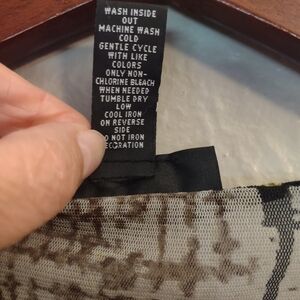 WASH INSIDE
OUT
MACHINE WASH
COLD
GENTLE CYCLE
WITH LIKE
COLORS
ONLY NON-
CHLORINE BLEACH
WHEN NEEDED
TUMBLE DRY
LOW
COOL IRON
ON REVERSE
SIDE
DO NOT IRON
DECORATION